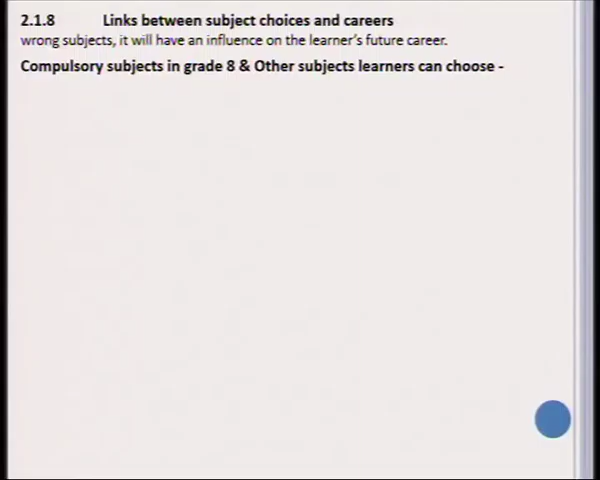 2.1.8 Links between subject choices and careers
wrong subjects, it will have an influence on the learner's future career.
Compulsory subjects in grade 8 & Other subjects learners can choose -